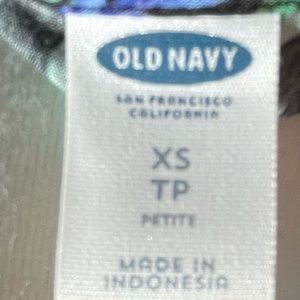 OLD NAVY
SAN FRANCISCO
CALIFORNIA
XS
TP
PETITE
MADE IN
INDONESIA